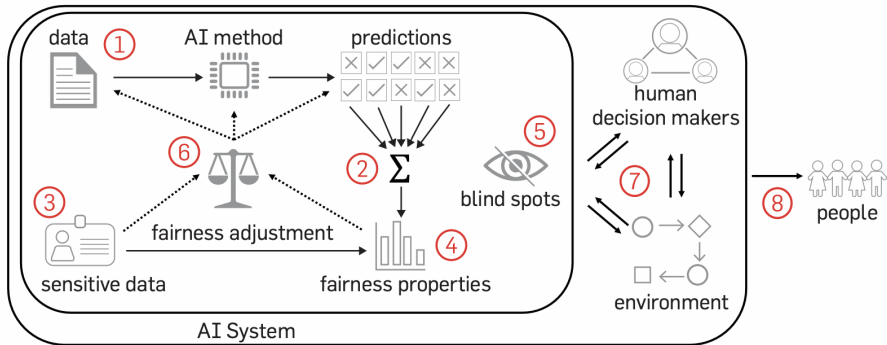 data
1
AI method
predictions
6
2
Σ
5
blind spots
3
fairness adjustment
4
sensitive data
fairness properties
human
decision makers
7
environment
8
people
AI System